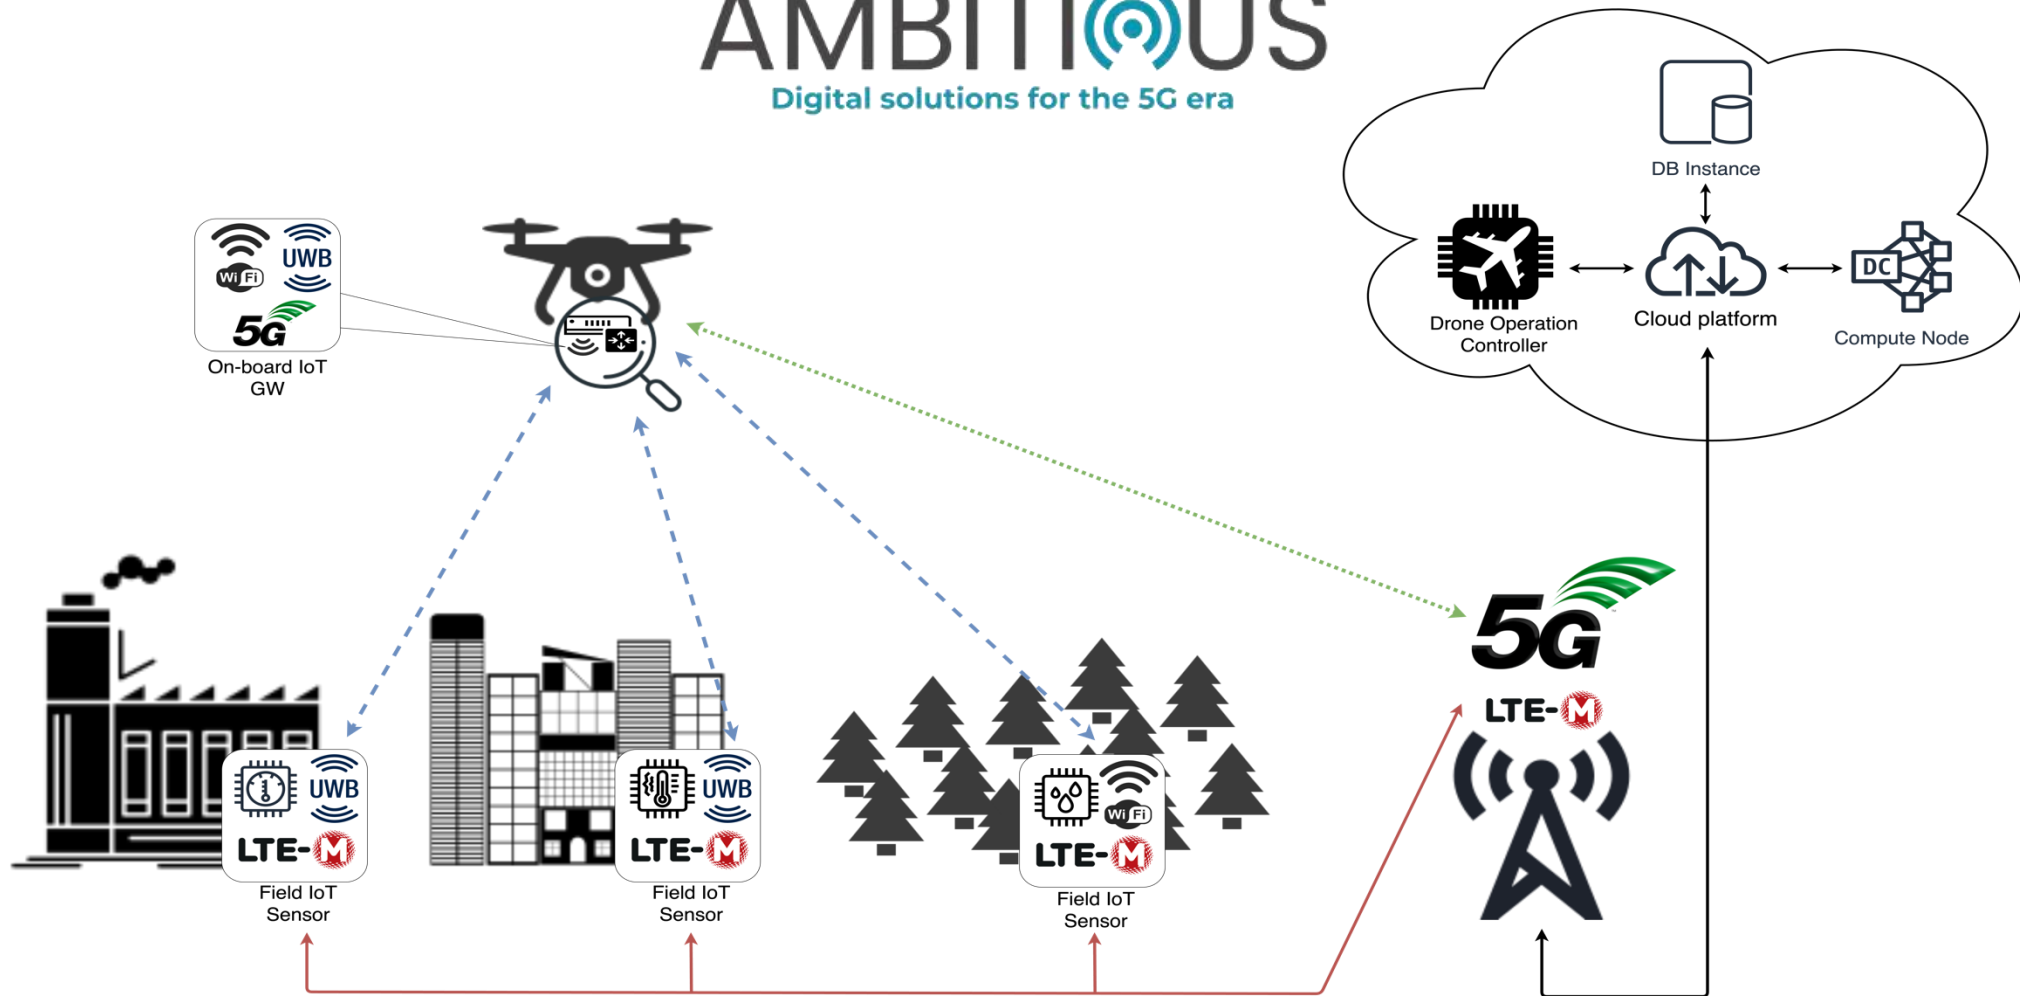 AMBITIOUS
Digital solutions for the 5G era
DB Instance
Drone Operation
Controller
Cloud platform
DC
Compute Node
Wi Fi
UWB
5G
On-board IoT
GW
5G
LTE-M
UWB
LTE-M
Field IoT
Sensor
UWB
LTE-M
Field IoT
Sensor
Wi Fi
LTE-M
Field IoT
Sensor